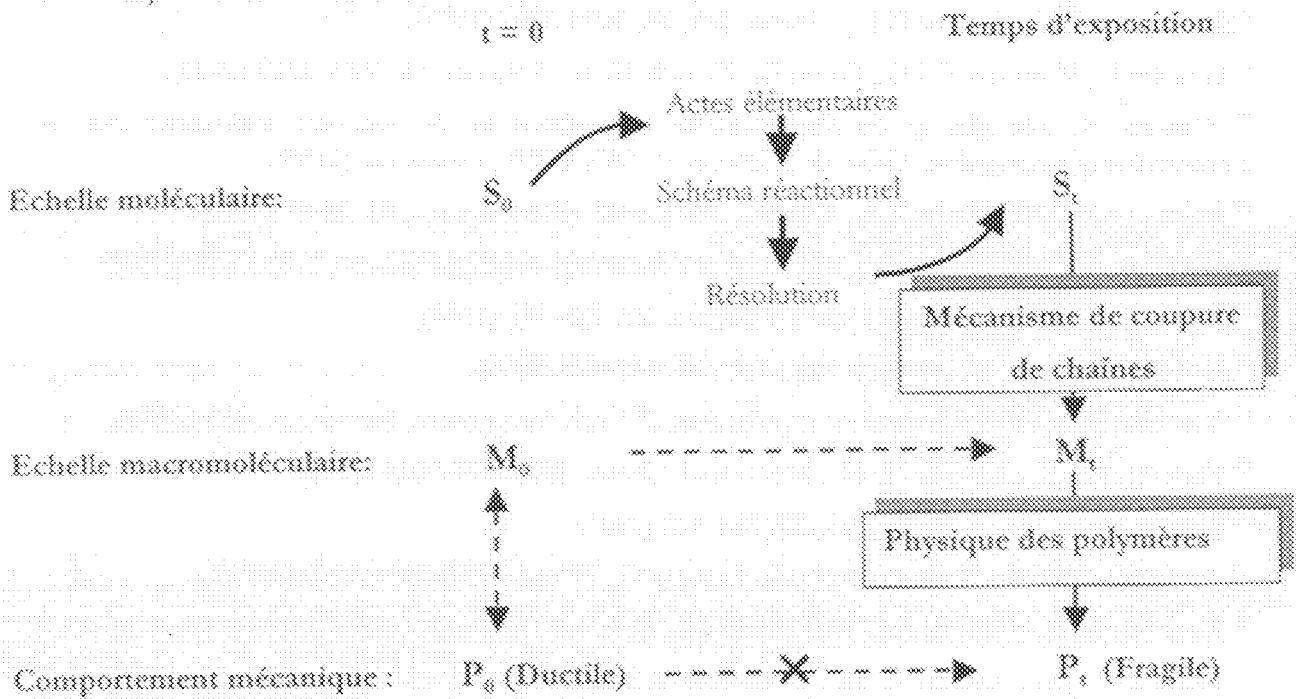 t = 0
Temps d'exposition
Actes élémentaires
Echelle moléculaire:
S₀
Schéma réactionnel
Sₜ
Résolution
Mécanisme de coupure
de chaînes
Echelle macromoléculaire:
M₀
Mₜ
Physique des polymères
Comportement mécanique :
P₀ (Ductile)
Pₜ (Fragile)